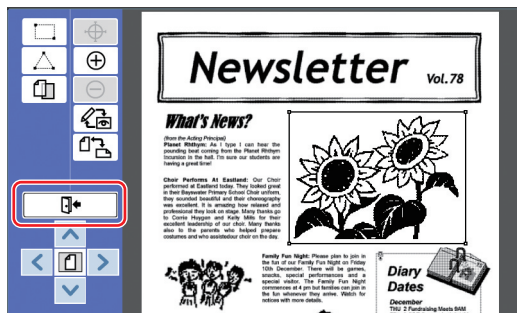 Newsletter Vol.78
What's News?
(from the Acting Principal)
Planet Rhthym: As I type I can hear the
pounding beat coming from the Planet Rhthym
Incursion in the hall. I'm sure our students are
having a great time!
Choir Performs At Eastland: Our Choir
performed at Eastland today. They looked great
in their Bayswater Primary School Choir uniform,
they sounded beautiful and their choreography
was excellent. It is amazing how relaxed and
professional they look on stage. Many thanks go
to Corrie Huygen and Kelly Mills for their
excellent leadership of our choir. Many thanks
also to the parents who helped prepare
costumes and who assistedour choir on the day.
Family Fun Night: Please plan to join in
the fun of our Family Fun Night on Friday
10th December. There will be games,
snacks, special performances and a
special visitor. The Family Fun Night
commences at 4 pm but families can join in
the fun whenever they arrive. Watch for
notices with more details.
Diary
Dates
December
THU 2 Fundraising Meets 9AM